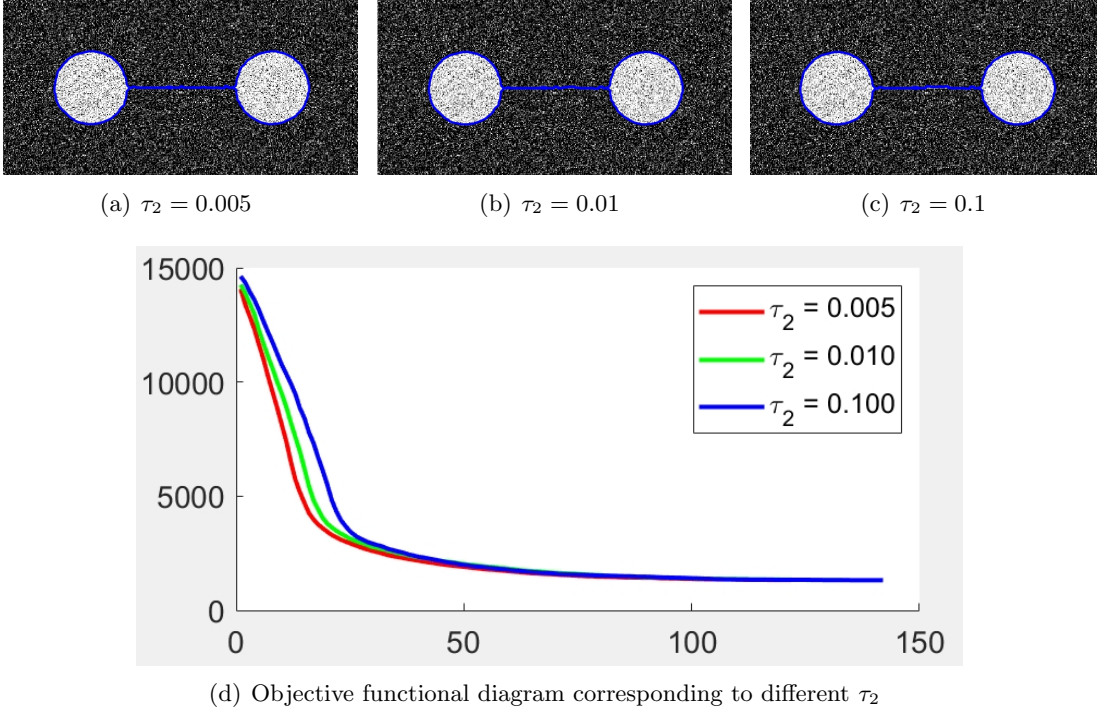 (a) τ₂ = 0.005
(b) τ₂ = 0.01
(c) τ₂ = 0.1
15000
10000
5000
0
0 50 100 150
τ₂ = 0.005
τ₂ = 0.010
τ₂ = 0.100
(d) Objective functional diagram corresponding to different τ₂